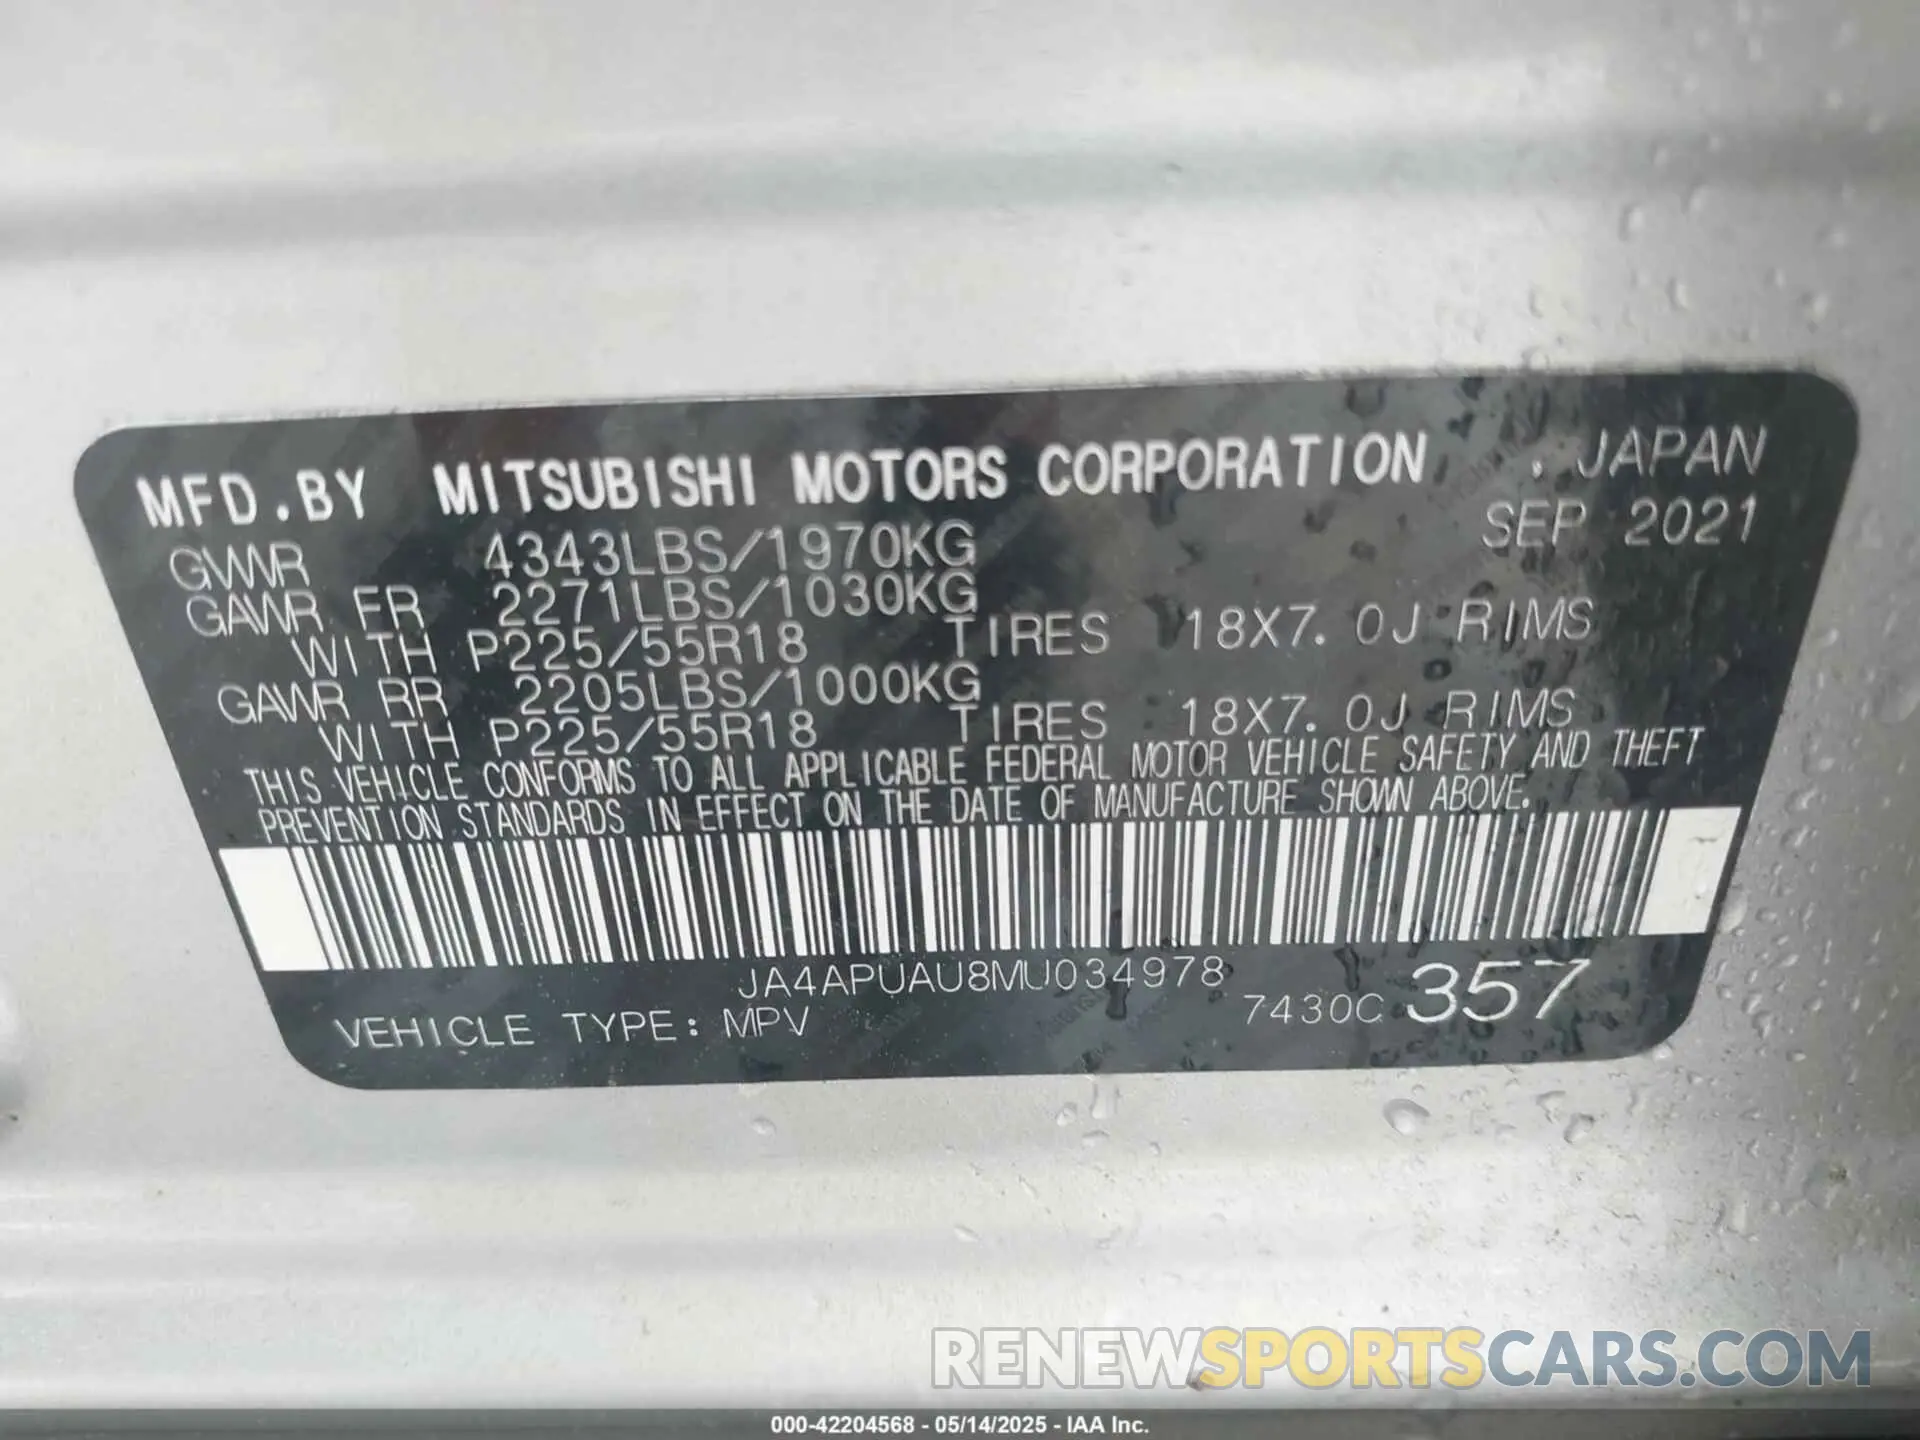 MFD.BY MITSUBISHI MOTORS CORPORATION . JAPAN
GVWR 4343LBS/1970KG SEP 2021
GAWR FR 2271LBS/1030KG
WITH P225/55R18 TIRES 18X7.0J RIMS
GAWR RR 2205LBS/1000KG
WITH P225/55R18 TIRES 18X7.0J RIMS
THIS VEHICLE CONFORMS TO ALL APPLICABLE FEDERAL MOTOR VEHICLE SAFETY AND THEFT
PREVENTION STANDARDS IN EFFECT ON THE DATE OF MANUFACTURE SHOWN ABOVE.
JA4APUAU8MU034978
VEHICLE TYPE: MPV 7430C 357
RENEWSPORTSCARS.COM
000-42204568 - 05/14/2025 - IAA Inc.